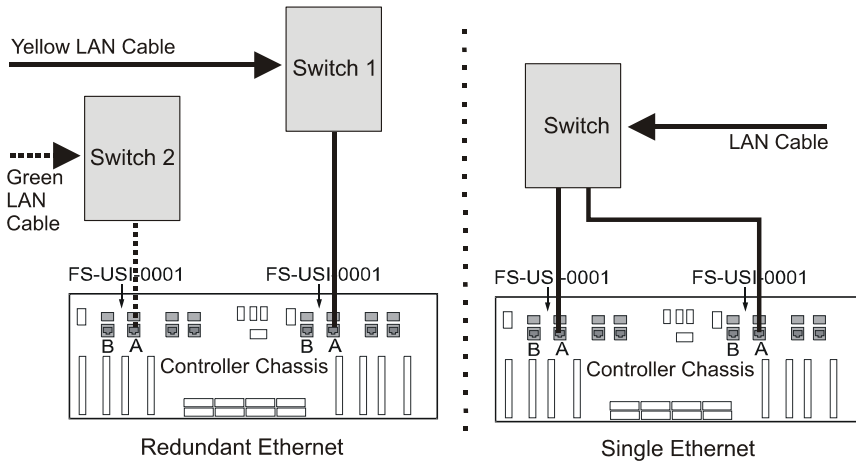 Yellow LAN Cable
Switch 1
Switch 2
Green
LAN
Cable
FS-USI-0001
FS-USI-0001
B A
B A
Controller Chassis
Redundant Ethernet
Switch
LAN Cable
FS-USI-0001
FS-USI-0001
B A
B A
Controller Chassis
Single Ethernet